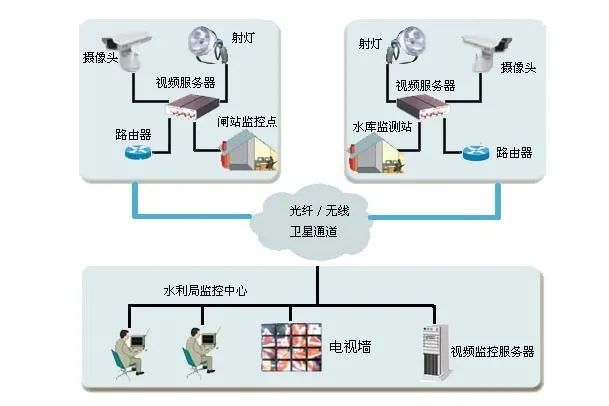 摄像头
射灯
视频服务器
路由器
闸站监控点
射灯
摄像头
视频服务器
水库监测站
路由器
光纤/无线
卫星通道
水利局监控中心
电视墙
视频监控服务器